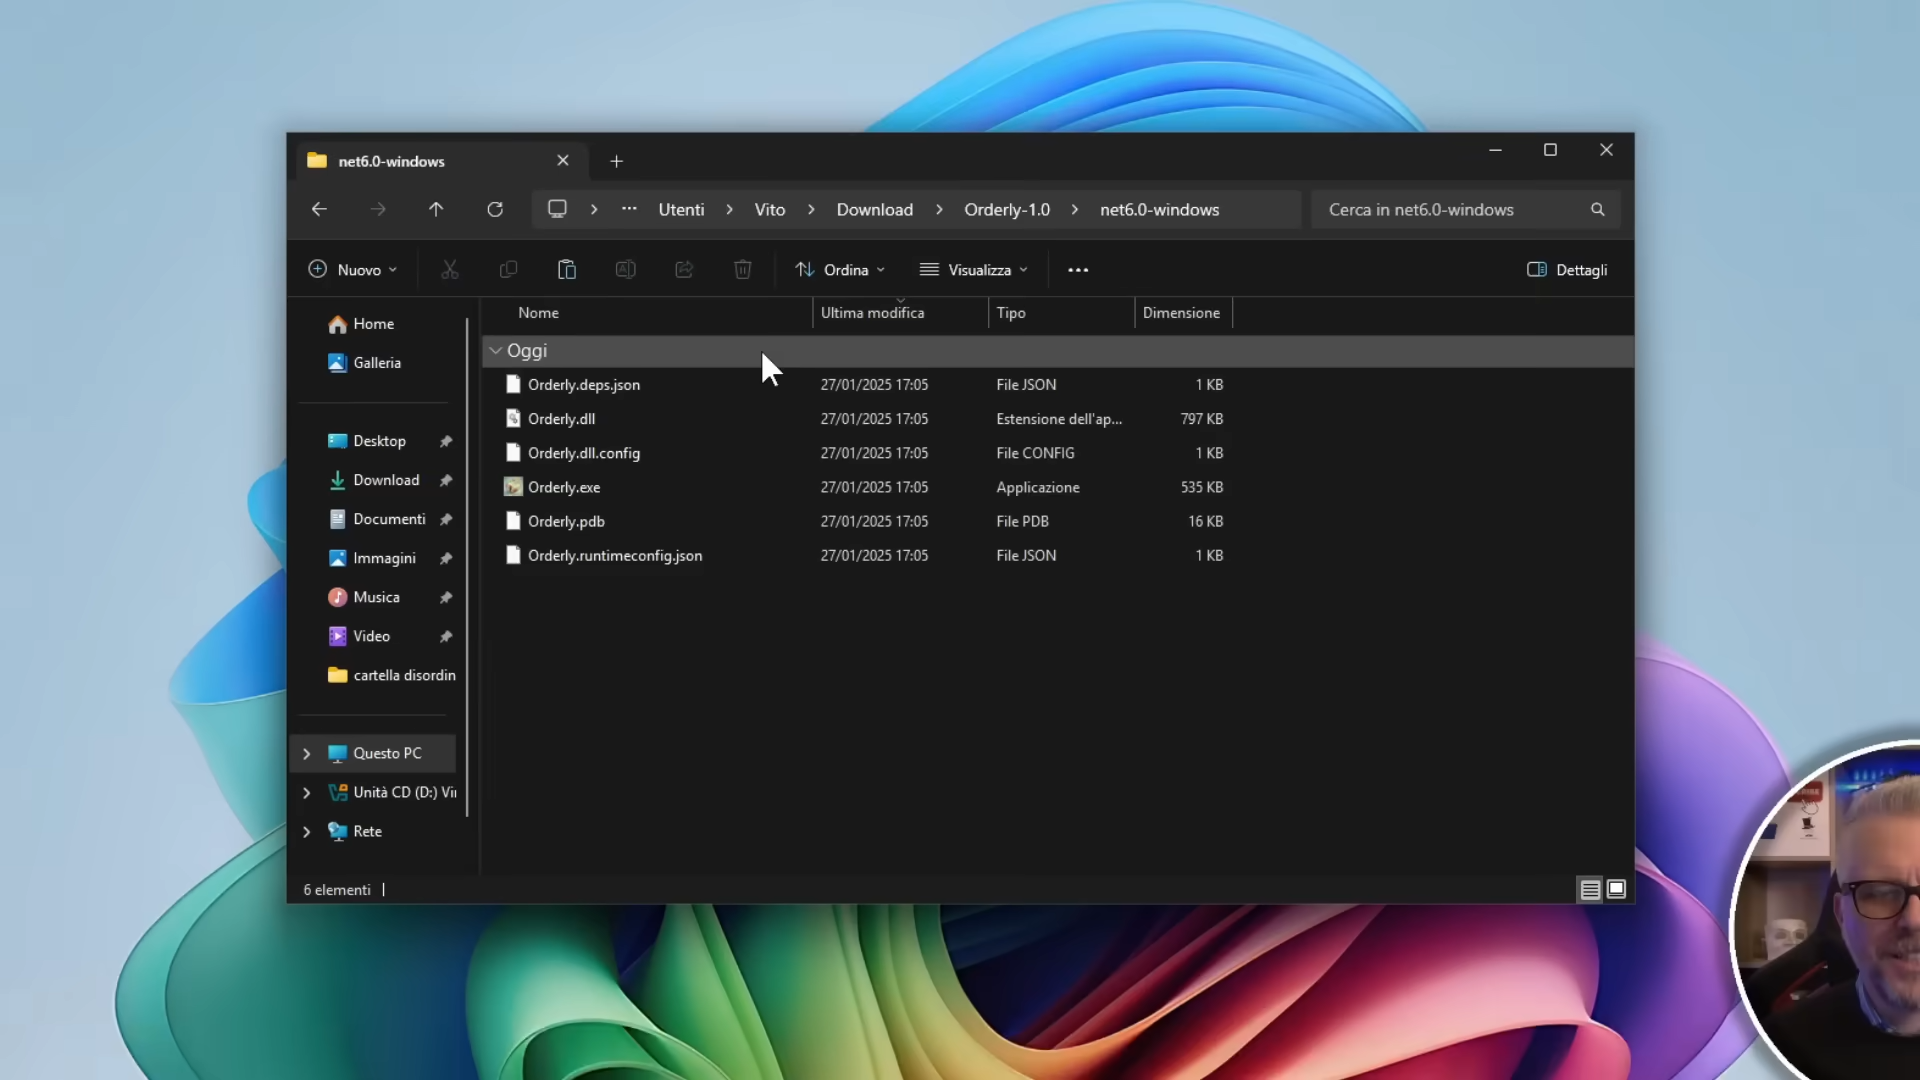 net6.0-windows
Utenti > Vito > Download > Orderly-1.0 > net6.0-windows
Cerca in net6.0-windows
Nuovo
Ordina
Visualizza
Dettagli
Nome Ultima modifica Tipo Dimensione
Oggi
Orderly.deps.json 27/01/2025 17:05 File JSON 1 KB
Orderly.dll 27/01/2025 17:05 Estensione dell'ap... 797 KB
Orderly.dll.config 27/01/2025 17:05 File CONFIG 1 KB
Orderly.exe 27/01/2025 17:05 Applicazione 535 KB
Orderly.pdb 27/01/2025 17:05 File PDB 16 KB
Orderly.runtimeconfig.json 27/01/2025 17:05 File JSON 1 KB
Home
Galleria
Desktop
Download
Documenti
Immagini
Musica
Video
cartella disordin
Questo PC
Unità CD (D:) Vi
Rete
6 elementi